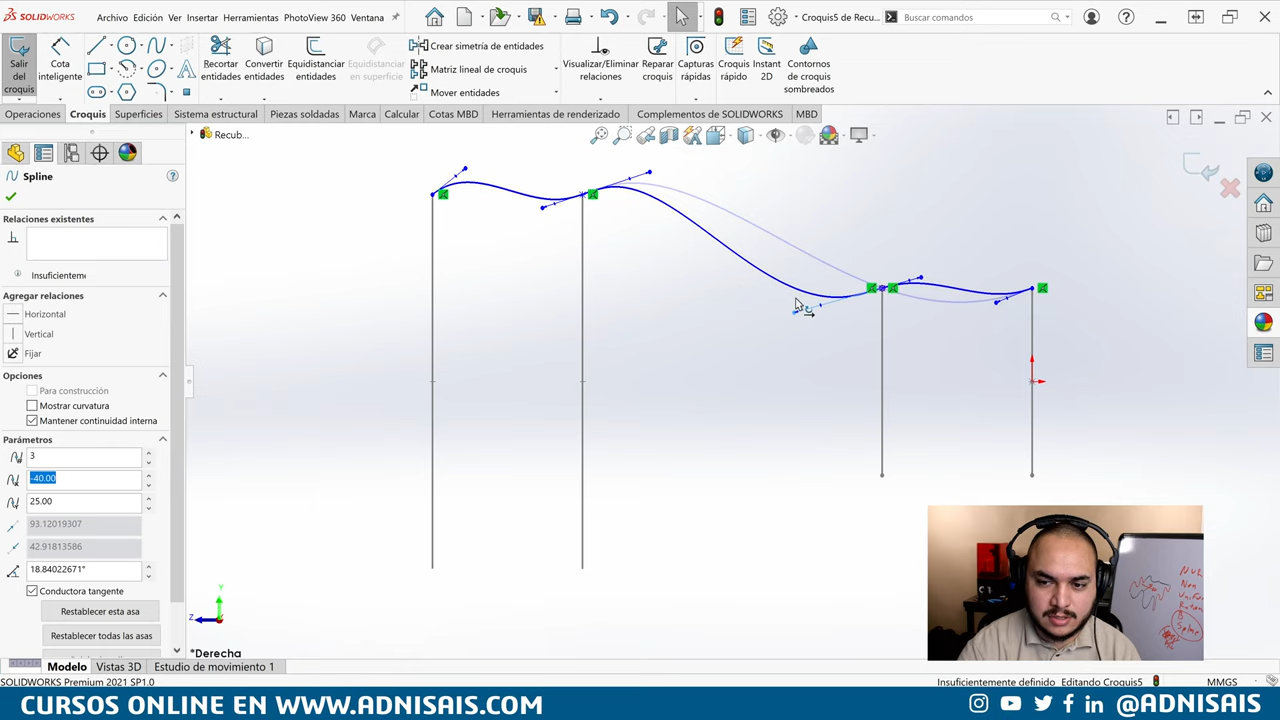 Archivo Edición Ver Insertar Herramientas PhotoView 360 Ventana
Croquis5 de Recu...
Buscar comandos
Salir del croquis
Cota inteligente
Recortar entidades
Convertir entidades
Equidistanciar entidades
Equidistanciar en superficie
Crear simetría de entidades
Matriz lineal de croquis
Mover entidades
Visualizar/Eliminar relaciones
Reparar croquis
Capturas rápidas
Croquis rápido
Instant 2D
Contornos de croquis sombreados
Operaciones Croquis Superficies Sistema estructural Piezas soldadas Marca Calcular Cotas MBD Herramientas de renderizado Complementos de SOLIDWORKS MBD
Recub...
Spline
Relaciones existentes
Insuficienteme
Agregar relaciones
Horizontal
Vertical
Fijar
Opciones
Para construcción
Mostrar curvatura
Mantener continuidad interna
Parámetros
3
-40.00
25.00
93.12019307
42.91813586
18.84022671°
Conductora tangente
Restablecer esta asa
Restablecer todas las asas
Y
Z
*Derecha
Modelo Vistas 3D Estudio de movimiento 1
SOLIDWORKS Premium 2021 SP1.0
Insuficientemente definido Editando Croquis5 MMGS
CURSOS ONLINE EN WWW.ADNISAIS.COM
@ADNISAIS